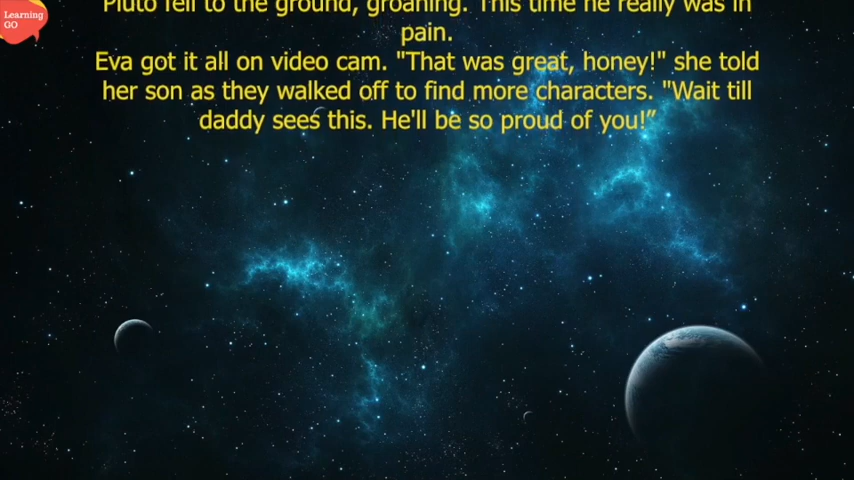 Learning
GO
Pluto fell to the ground, groaning. This time he really was in
pain.
Eva got it all on video cam. "That was great, honey!" she told
her son as they walked off to find more characters. "Wait till
daddy sees this. He'll be so proud of you!”